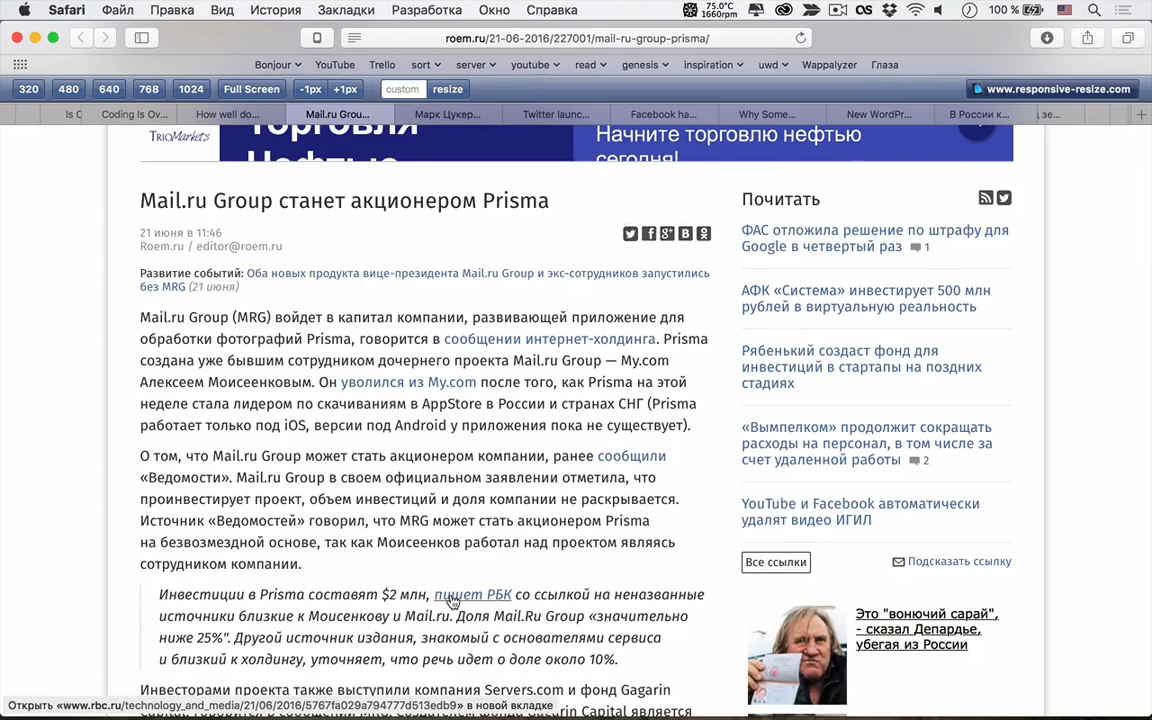 Safari Файл Правка Вид История Закладки Разработка Окно Справка
75.0°C
1660rpm
100 %
roem.ru/21-06-2016/227001/mail-ru-group-prisma/
Bonjour YouTube Trello sort server youtube read genesis inspiration uwd Wappalyzer Глаза
320 480 640 768 1024 Full Screen -1px +1px custom resize www.responsive-resize.com
Is C Coding Is Ov... How well do... Mail.ru Grou... Марк Цукер... Twitter launc... Facebook ha... Why Some... New WordPr... В России к...
TRIOMARKETS
Торговля
Нефтью
Начните торговлю нефтью
сегодня!
Mail.ru Group станет акционером Prisma
21 июня в 11:46
Roem.ru / editor@roem.ru
Развитие событий: Оба новых продукта вице-президента Mail.ru Group и экс-сотрудников запустились
без MRG (21 июня)
Mail.ru Group (MRG) войдет в капитал компании, развивающей приложение для
обработки фотографий Prisma, говорится в сообщении интернет-холдинга. Prisma
создана уже бывшим сотрудником дочернего проекта Mail.ru Group — My.com
Алексеем Моисеенковым. Он уволился из My.com после того, как Prisma на этой
неделе стала лидером по скачиваниям в AppStore в России и странах СНГ (Prisma
работает только под iOS, версии под Android у приложения пока не существует).
О том, что Mail.ru Group может стать акционером компании, ранее сообщили
«Ведомости». Mail.ru Group в своем официальном заявлении отметила, что
проинвестирует проект, объем инвестиций и доля компании не раскрывается.
Источник «Ведомостей» говорил, что MRG может стать акционером Prisma
на безвозмездной основе, так как Моисеенков работал над проектом являясь
сотрудником компании.
Инвестиции в Prisma составят $2 млн, пишет РБК со ссылкой на неназванные
источники близкие к Моисенкову и Mail.ru. Доля Mail.Ru Group «значительно
ниже 25%". Другой источник издания, знакомый с основателями сервиса
и близкий к холдингу, уточняет, что речь идет о доле около 10%.
Инвесторами проекта также выступили компания Servers.com и фонд Gagarin
Почитать
ФАС отложила решение по штрафу для
Google в четвертый раз 1
АФК «Система» инвестирует 500 млн
рублей в виртуальную реальность
Рябенький создаст фонд для
инвестиций в стартапы на поздних
стадиях
«Вымпелком» продолжит сокращать
расходы на персонал, в том числе за
счет удаленной работы 2
YouTube и Facebook автоматически
удалят видео ИГИЛ
Все ссылки Подсказать ссылку
Это "вонючий сарай",
- сказал Депардье,
убегая из России
Открыть «www.rbc.ru/technology_and_media/21/06/2016/5767fa029a794777d513edb9» в новой вкладке